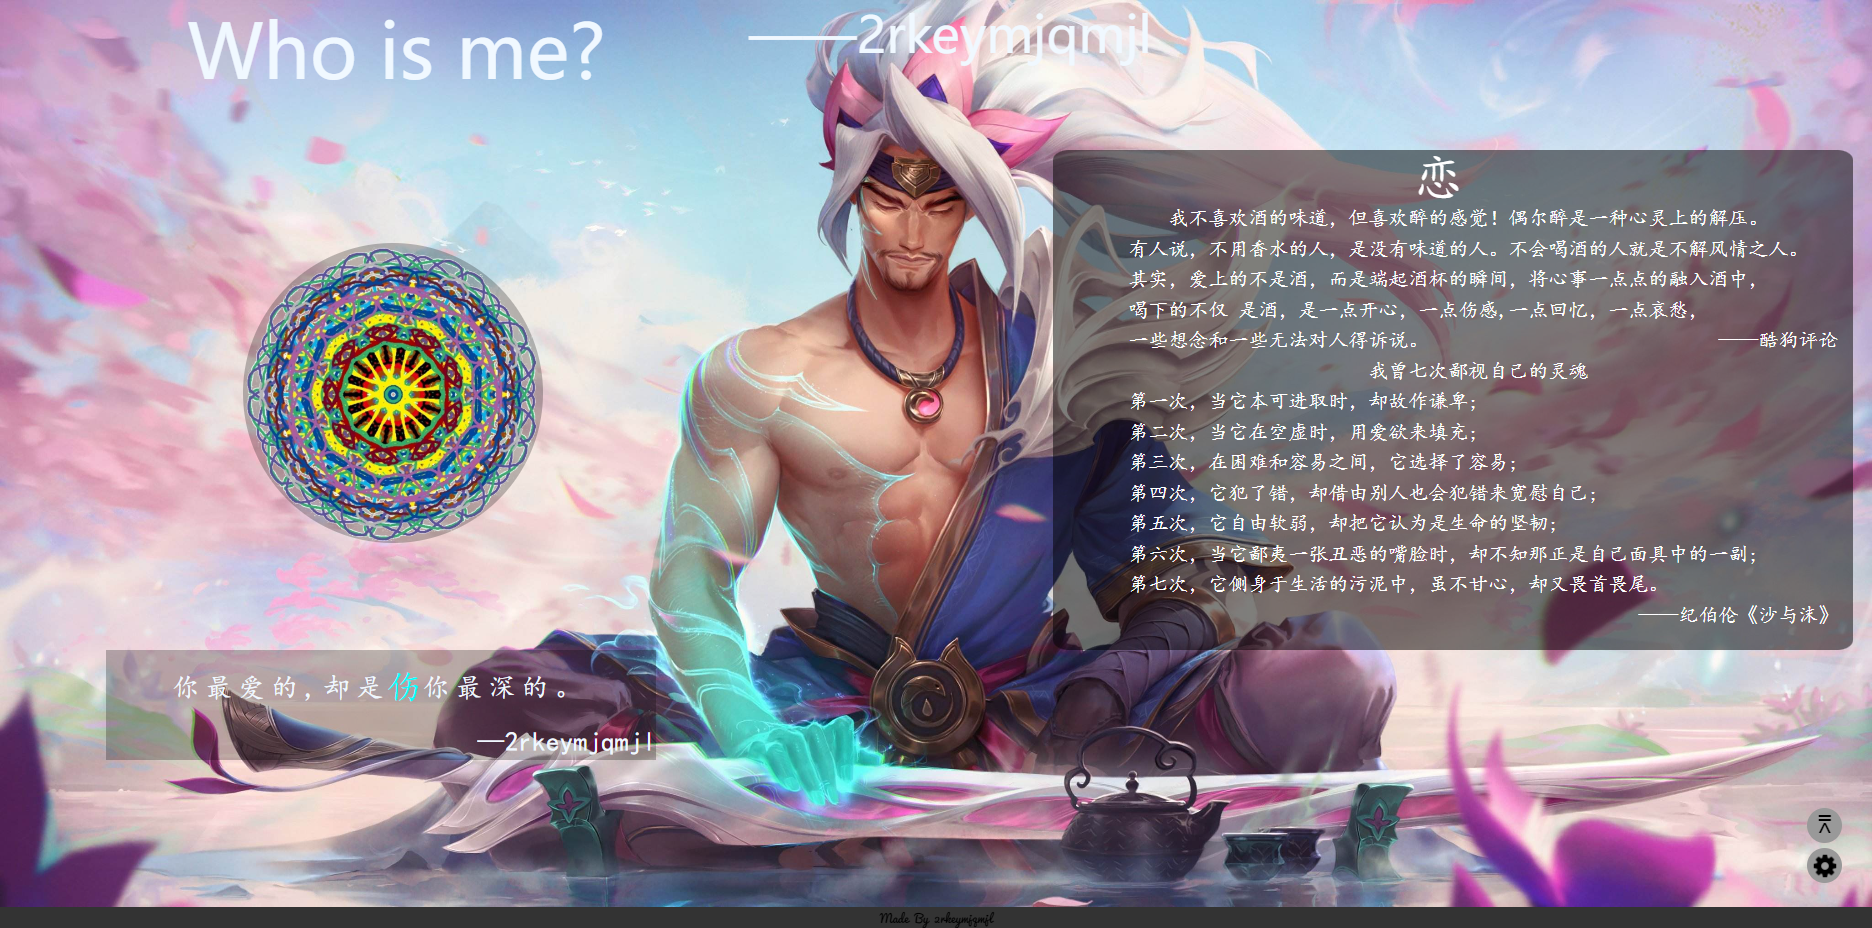 Who is me?
———2rkeymjqmjl
恋
我不喜欢酒的味道，但喜欢醉的感觉！偶尔醉是一种心灵上的解压。
有人说，不用香水的人，是没有味道的人。不会喝酒的人就是不解风情之人。
其实，爱上的不是酒，而是端起酒杯的瞬间，将心事一点点的融入酒中，
喝下的不仅 是酒，是一点开心，一点伤感,一点回忆，一点哀愁，
一些想念和一些无法对人得诉说。 ——酷狗评论
我曾七次鄙视自己的灵魂
第一次，当它本可进取时，却故作谦卑；
第二次，当它在空虚时，用爱欲来填充；
第三次，在困难和容易之间，它选择了容易；
第四次，它犯了错，却借由别人也会犯错来宽慰自己；
第五次，它自由软弱，却把它认为是生命的坚韧；
第六次，当它鄙夷一张丑恶的嘴脸时，却不知那正是自己面具中的一副；
第七次，它侧身于生活的污泥中，虽不甘心，却又畏首畏尾。
——纪伯伦《沙与沫》
你最爱的,却是伤你最深的。
—2rkeymjqmjl
Made By 2rkeymjqmjl